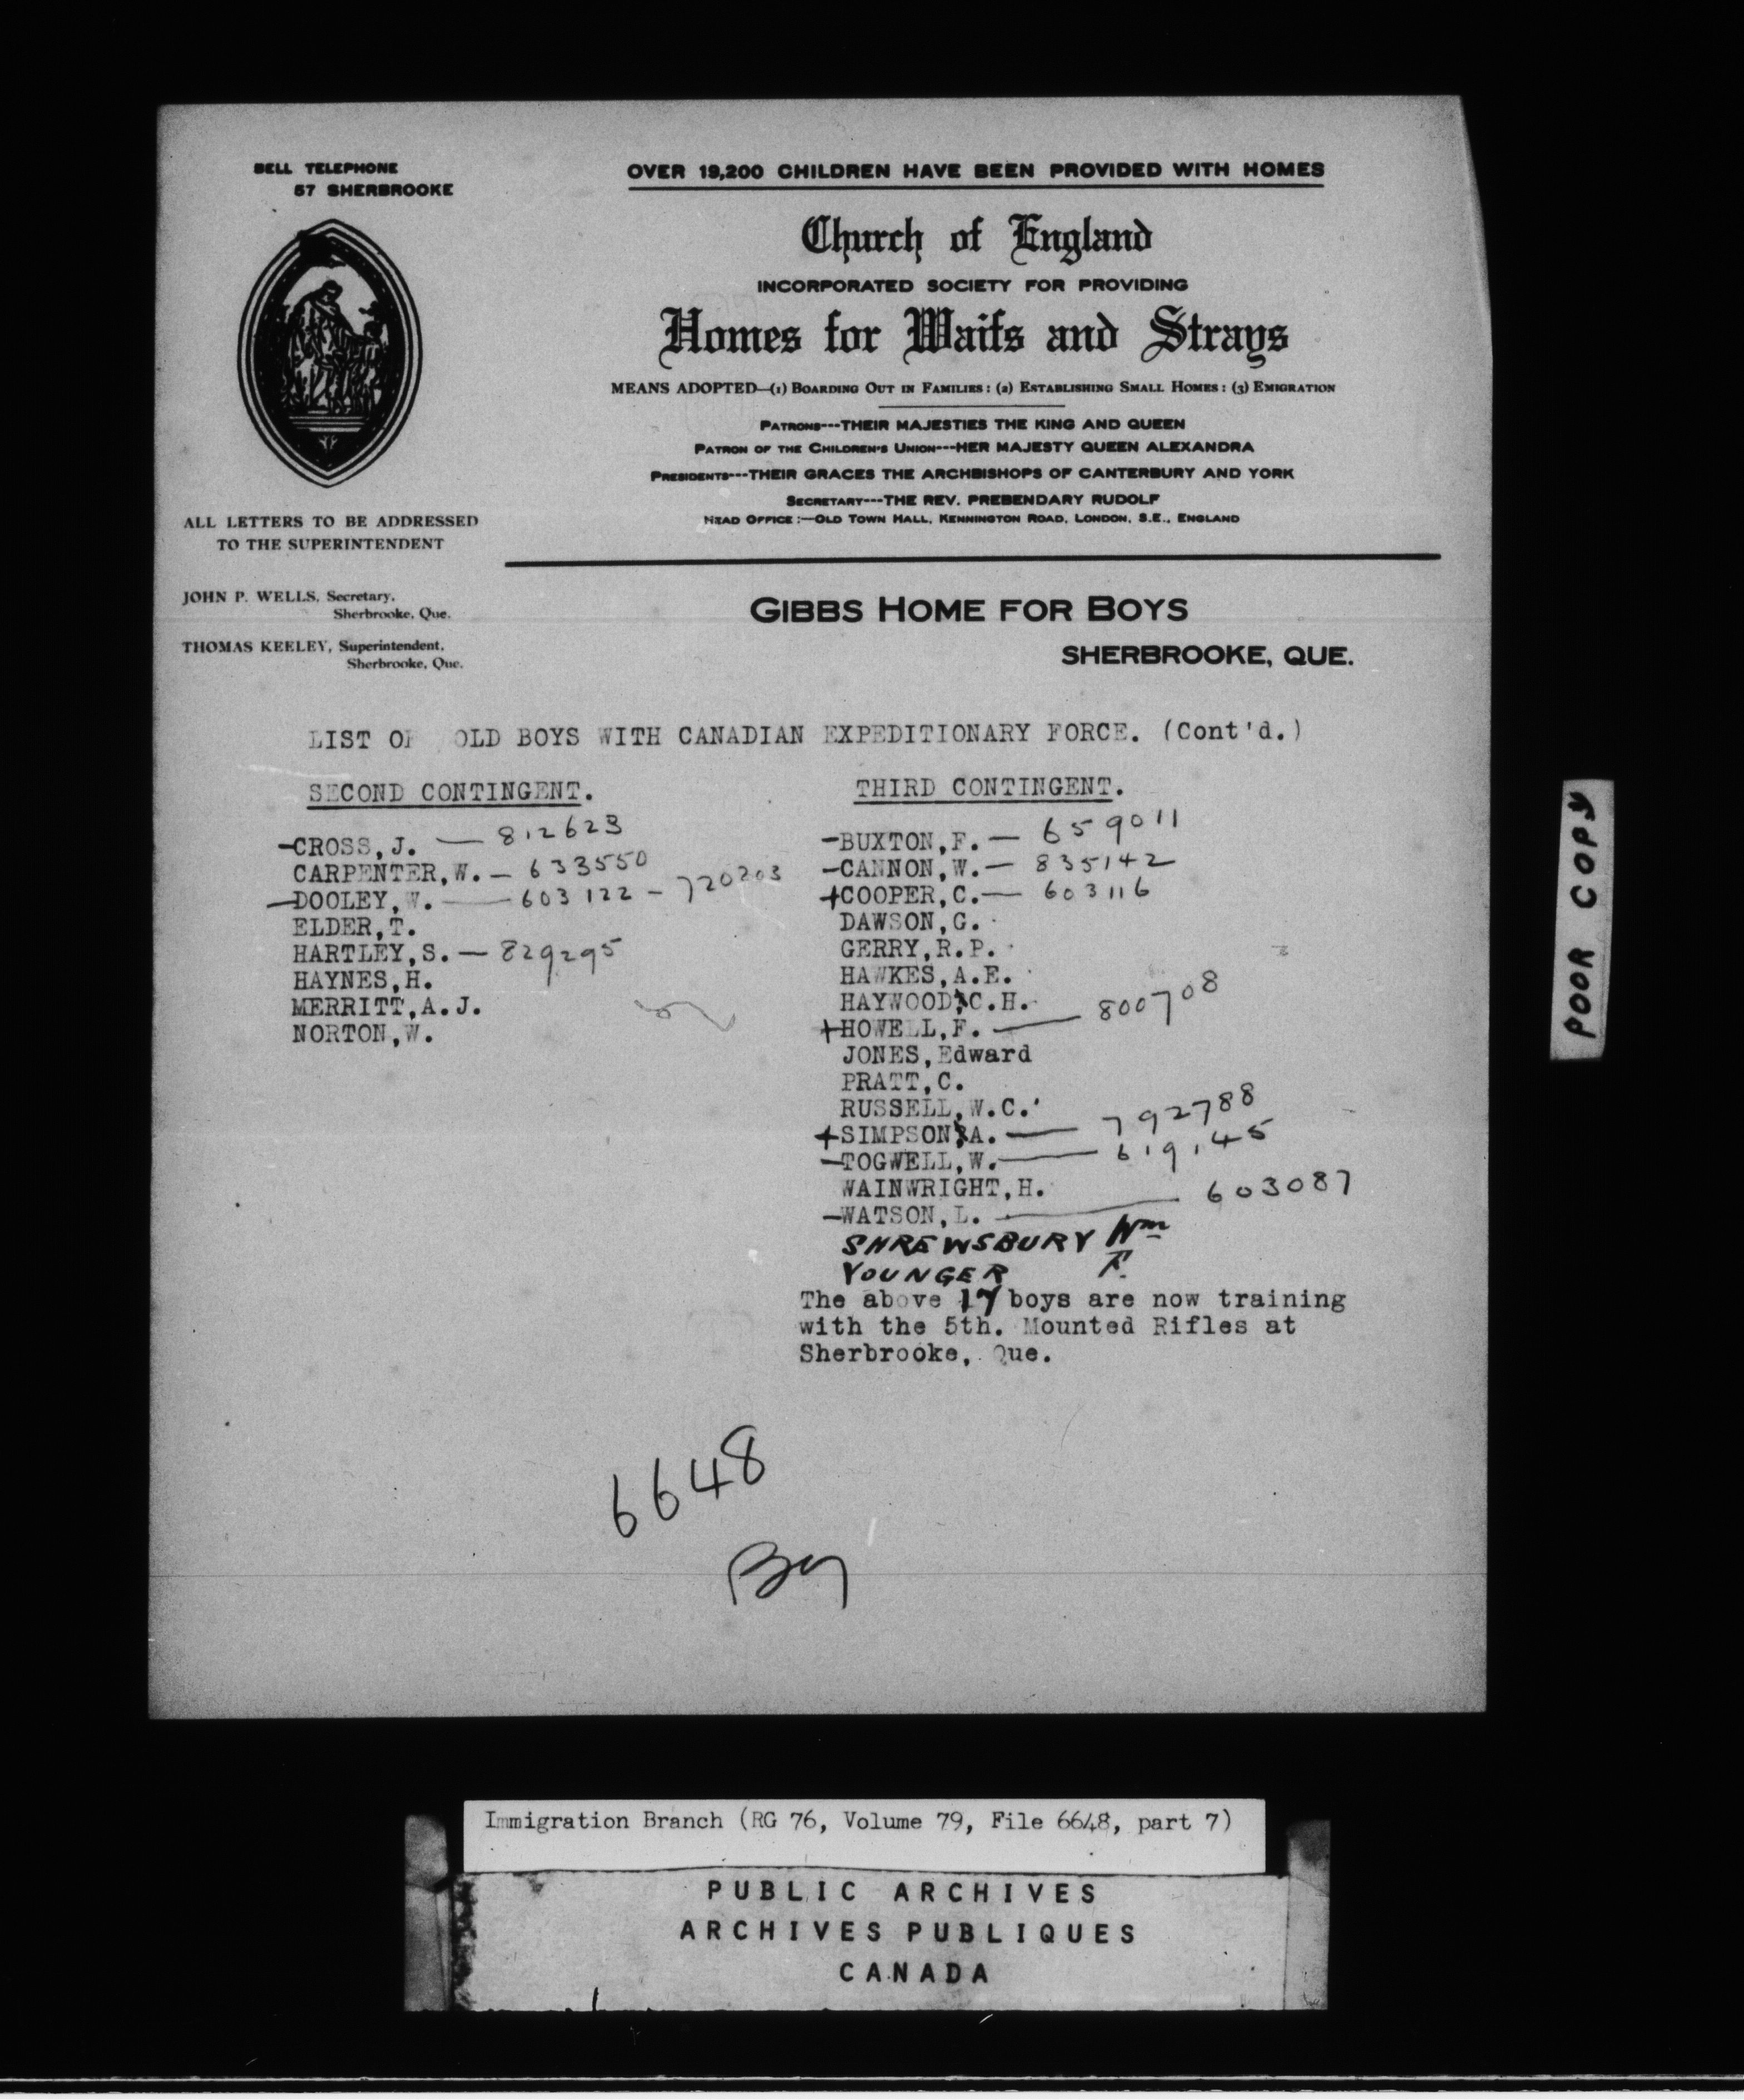 BELL TELEPHONE
57 SHERBROOKE
OVER 19,200 CHILDREN HAVE BEEN PROVIDED WITH HOMES
Church of England
INCORPORATED SOCIETY FOR PROVIDING
Homes for Waifs and Strays
MEANS ADOPTED—(1) BOARDING OUT IN FAMILIES: (2) ESTABLISHING SMALL HOMES: (3) EMIGRATION
PATRONS---THEIR MAJESTIES THE KING AND QUEEN
PATRON OF THE CHILDREN'S UNION---HER MAJESTY QUEEN ALEXANDRA
PRESIDENTS---THEIR GRACES THE ARCHBISHOPS OF CANTERBURY AND YORK
SECRETARY---THE REV. PREBENDARY RUDOLF
HEAD OFFICE:—OLD TOWN HALL, KENNINGTON ROAD, LONDON, S.E., ENGLAND
ALL LETTERS TO BE ADDRESSED
TO THE SUPERINTENDENT
JOHN P. WELLS, Secretary,
Sherbrooke, Que.
THOMAS KEELEY, Superintendent,
Sherbrooke, Que.
GIBBS HOME FOR BOYS
SHERBROOKE, QUE.
LIST OF OLD BOYS WITH CANADIAN EXPEDITIONARY FORCE. (Cont'd.)
SECOND CONTINGENT.
—CROSS, J. — 812623
CARPENTER, W. — 633550
—DOOLEY, W. — 603122 — 720203
ELDER, T.
HARTLEY, S. — 829295
HAYNES, H.
MERRITT, A.J.
NORTON, W.
THIRD CONTINGENT.
—BUXTON, F. — 659011
—CANNON, W. — 835142
+COOPER, C. — 603116
DAWSON, G.
GERRY, R.P.
HAWKES, A.E.
HAYWOOD, C.H.
+HOWELL, F. — 800708
JONES, Edward
PRATT, C.
RUSSELL, W.C.
+SIMPSON, A. — 792788
—TOGWELL, W. — 619145
WAINWRIGHT, H.
—WATSON, L. — 603087
SHREWSBURY Wm
YOUNGER F.
The above 17 boys are now training
with the 5th. Mounted Rifles at
Sherbrooke, Que.
6648
POOR COPY
Immigration Branch (RG 76, Volume 79, File 6648, part 7)
PUBLIC ARCHIVES
ARCHIVES PUBLIQUES
CANADA